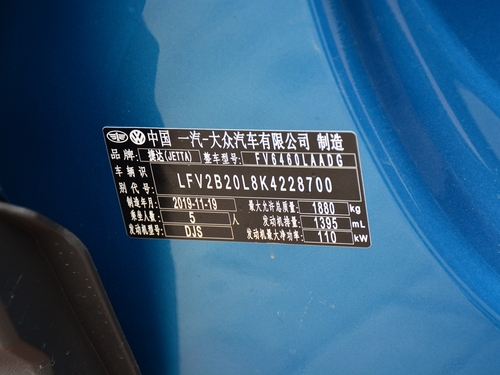 中国 一汽-大众汽车有限公司 制造
品牌: 捷达(JETTA) 整车型号: FV6460LAADG
车辆识别代号: LFV2B20L8K4228700
制造年月: 2019-11-19 最大允许总质量: 1880 kg
乘坐人数: 5 人 发动机排量: 1395 mL
发动机型号: DJS 发动机最大净功率: 110 kW